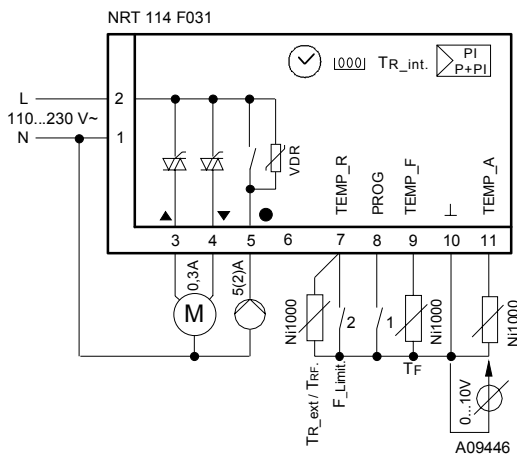 NRT 114 F031
000 TR_int. PI
P+PI
L 2
110...230 V~
N 1
VDR
TEMP_R
PROG
TEMP_F
⊥
TEMP_A
▲ ▼ ●
3 4 5 6 7 8 9 10 11
0,3A
5(2)A
M
Ni1000
2
1
Ni1000
Ni1000
TR_ext / TRF.
F_Limit.
TF
0...10V
A09446